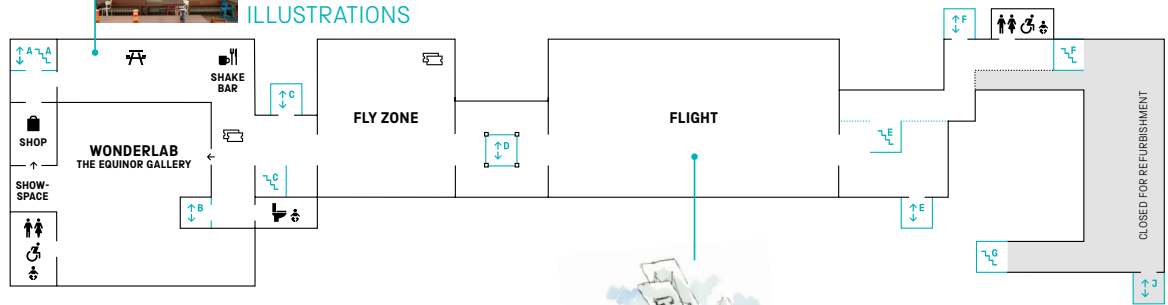 ILLUSTRATIONS
A
A
SHAKE
BAR
C
FLY ZONE
FLIGHT
F
F
SHOP
WONDERLAB
THE EQUINOR GALLERY
D
E
SHOW-
SPACE
C
B
E
G
J
CLOSED FOR REFURBISHMENT